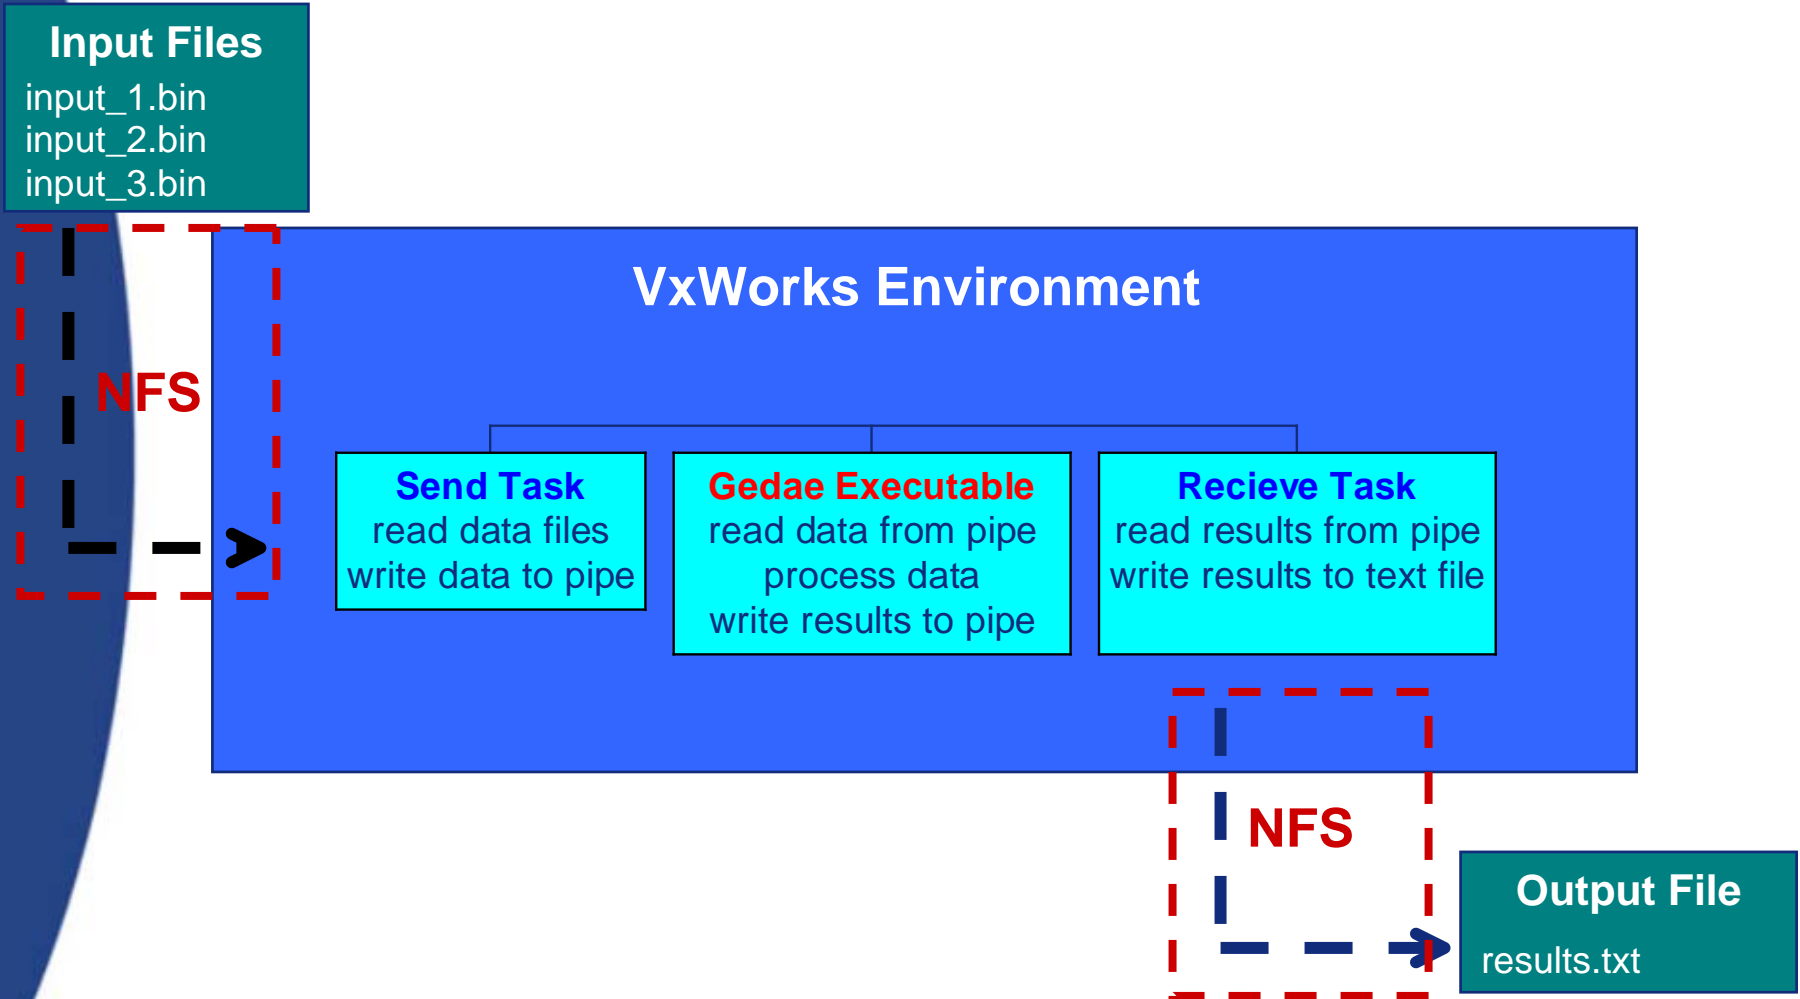 Input Files
input_1.bin
input_2.bin
input_3.bin
VxWorks Environment
NFS
Send Task
read data files
write data to pipe
Gedae Executable
read data from pipe
process data
write results to pipe
Recieve Task
read results from pipe
write results to text file
NFS
Output File
results.txt